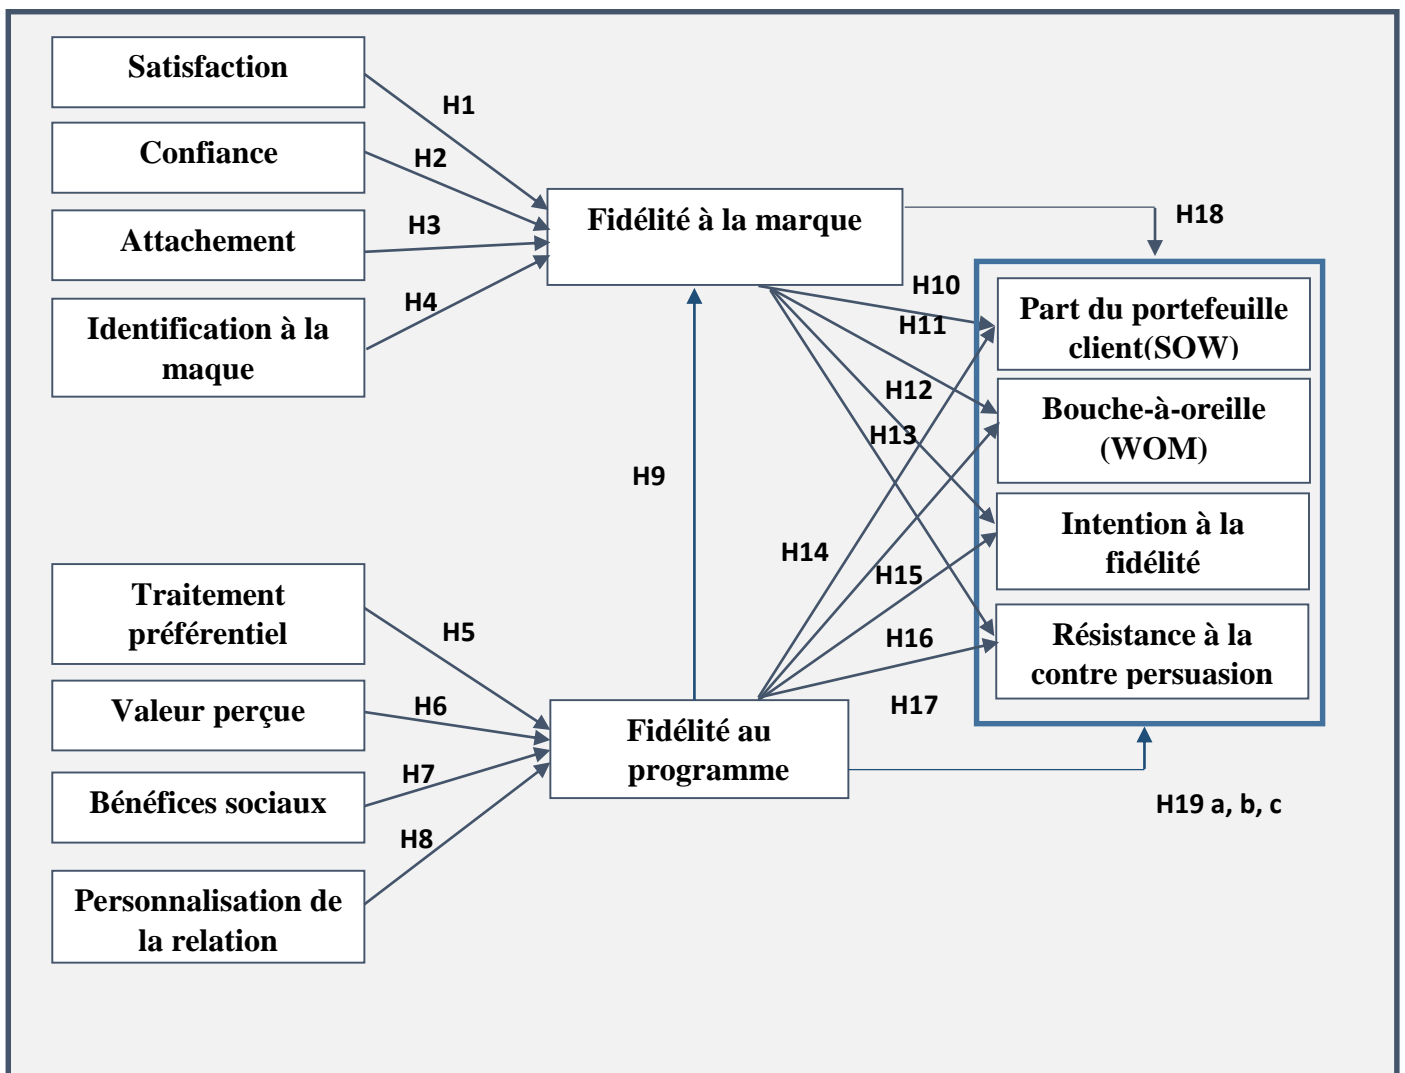 Satisfaction
H1
Confiance
H2
Attachement
H3
Identification à la
maque
H4
Fidélité à la marque
H18
H10
H11
H12
H13
Part du portefeuille
client(SOW)
Bouche-à-oreille
(WOM)
Intention à la
fidélité
Résistance à la
contre persuasion
H9
H14
H15
H16
H17
Traitement
préférentiel
H5
Valeur perçue
H6
Bénéfices sociaux
H7
Personnalisation de
la relation
H8
Fidélité au
programme
H19 a, b, c